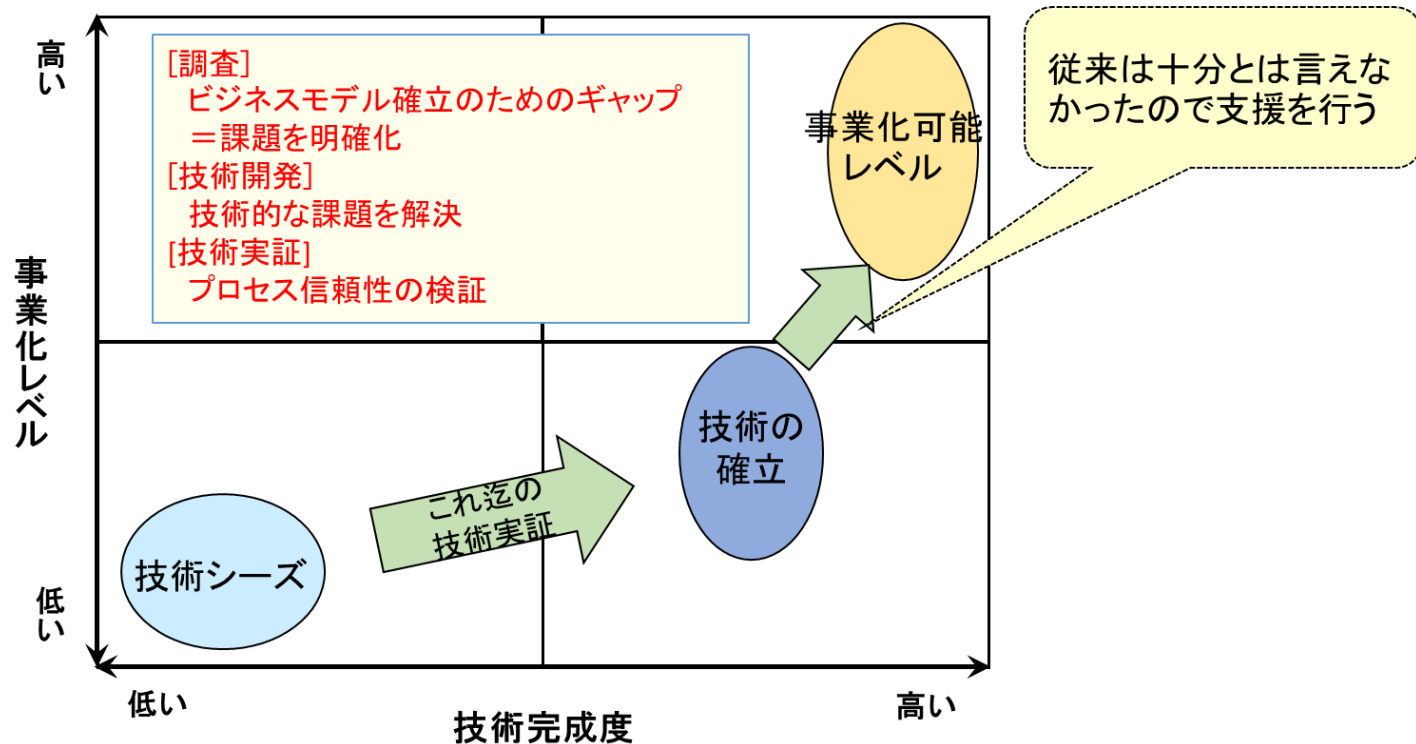 高い
[調査]
ビジネスモデル確立のためのギャップ
＝課題を明確化
[技術開発]
技術的な課題を解決
[技術実証]
プロセス信頼性の検証
事業化可能
レベル
従来は十分とは言えな
かったので支援を行う
事業化レベル
技術の
確立
これ迄の
技術実証
技術シーズ
低い
低い
技術完成度
高い